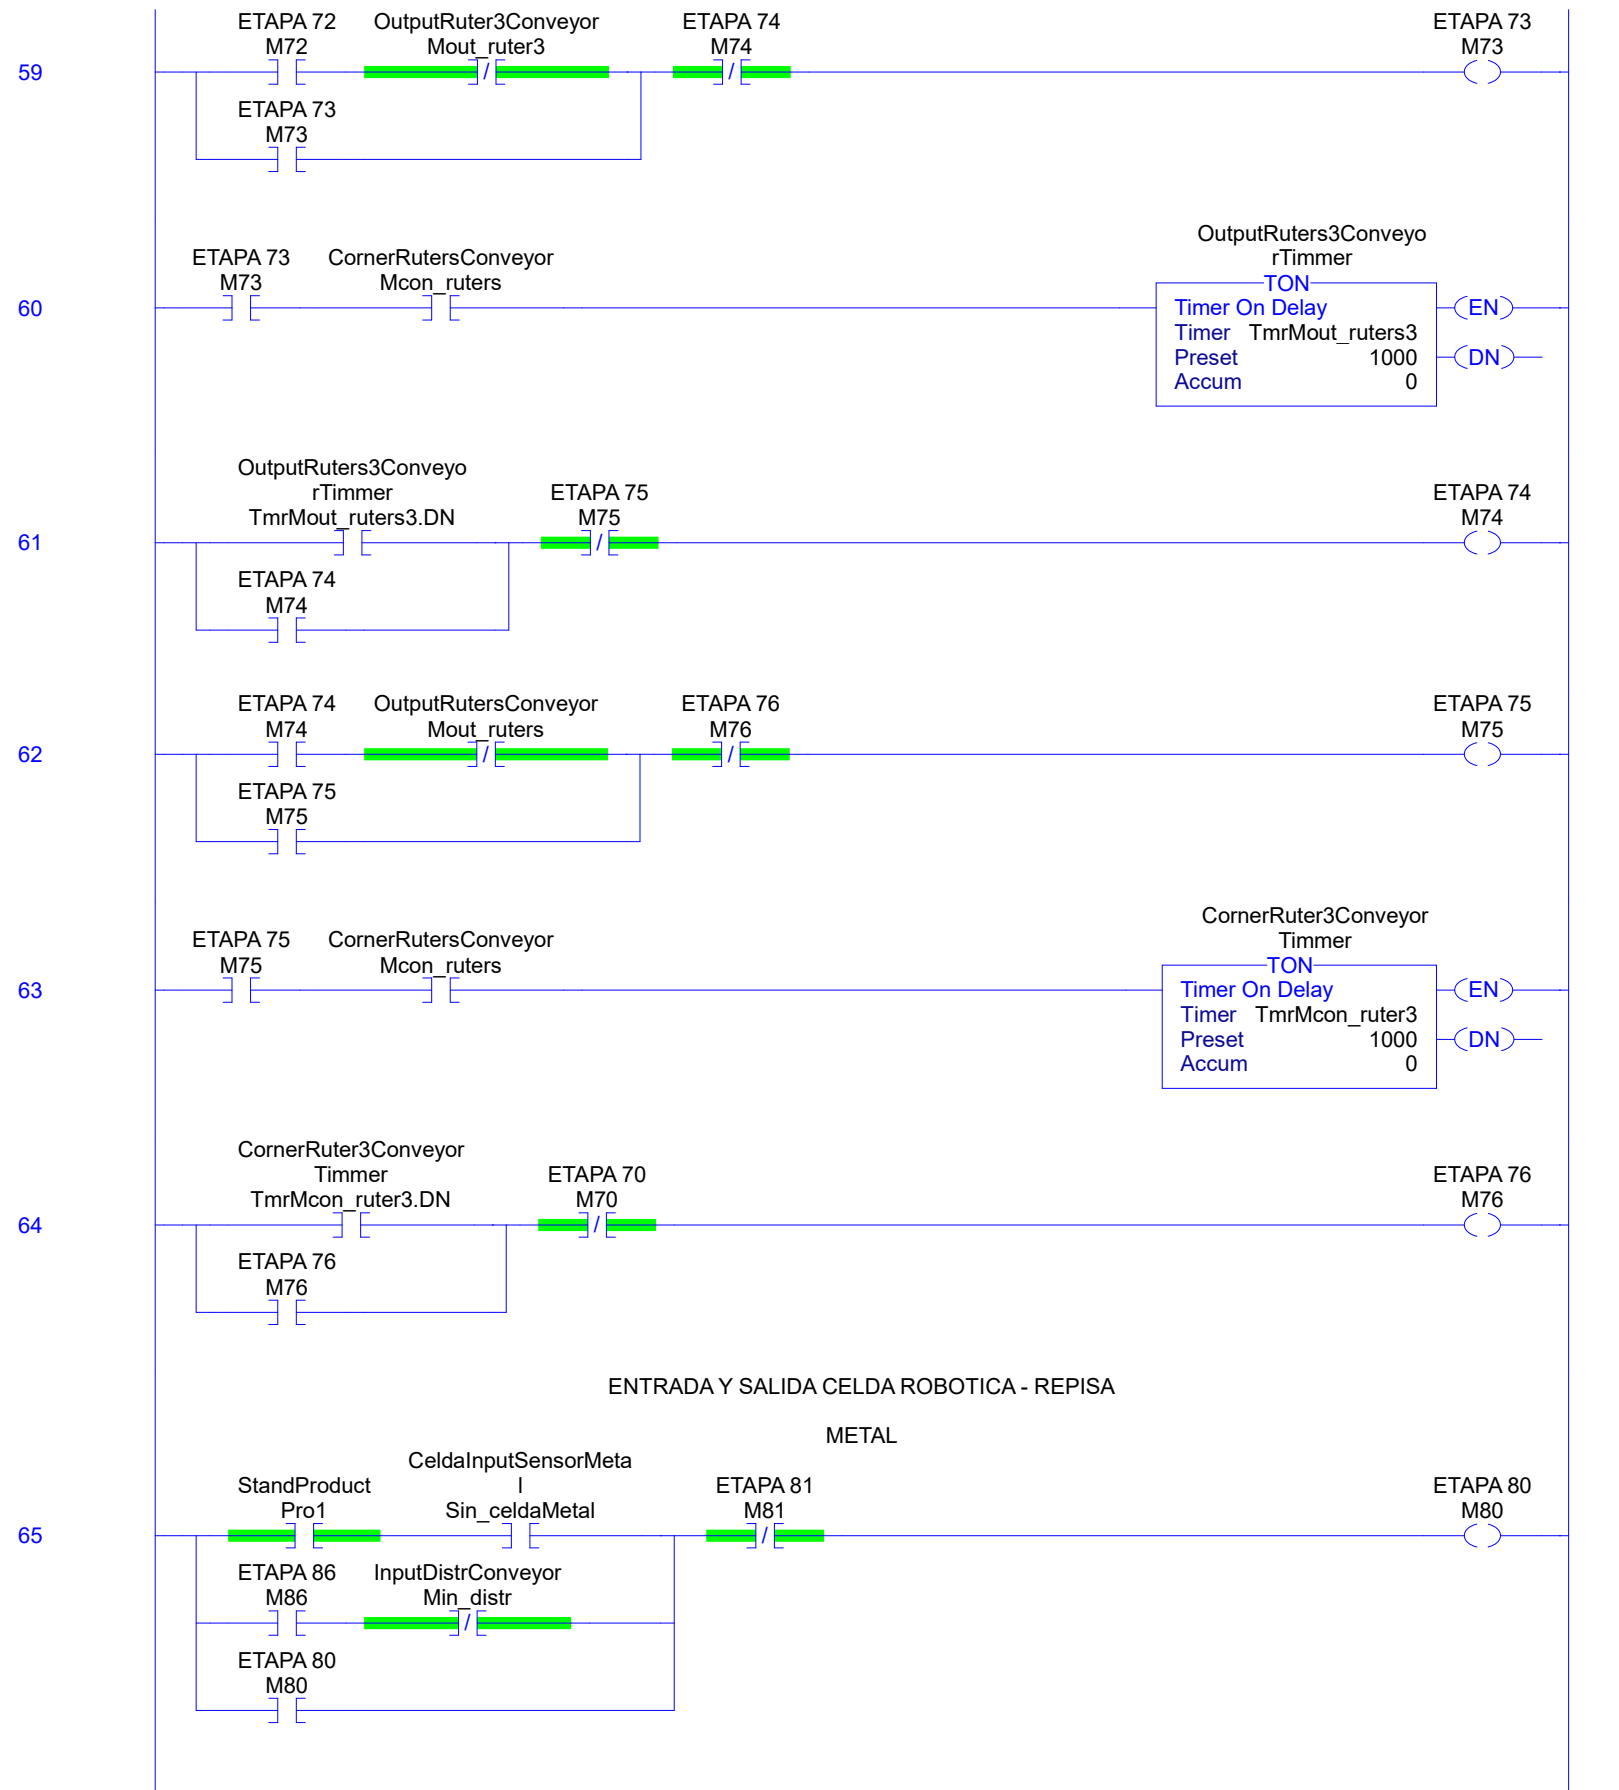 ETAPA 72 OutputRuter3Conveyor ETAPA 74 ETAPA 73
M72 Mout_ruter3 M74 M73
59
/ /
ETAPA 73
M73
OutputRuters3Conveyo
rTimmer
ETAPA 73 CornerRutersConveyor
M73 Mcon_ruters
TON
60
Timer On Delay EN
Timer TmrMout_ruters3
Preset 1000 DN
Accum 0
OutputRuters3Conveyo
rTimmer ETAPA 75 ETAPA 74
TmrMout_ruters3.DN M75 M74
61
/
ETAPA 74
M74
ETAPA 74 OutputRutersConveyor ETAPA 76 ETAPA 75
M74 Mout_ruters M76 M75
62
/ /
ETAPA 75
M75
CornerRuter3Conveyor
Timmer
ETAPA 75 CornerRutersConveyor
M75 Mcon_ruters
TON
63
Timer On Delay EN
Timer TmrMcon_ruter3
Preset 1000 DN
Accum 0
CornerRuter3Conveyor
Timmer ETAPA 70 ETAPA 76
TmrMcon_ruter3.DN M70 M76
64
/
ETAPA 76
M76
ENTRADA Y SALIDA CELDA ROBOTICA - REPISA
METAL
CeldaInputSensorMeta
StandProduct l ETAPA 81 ETAPA 80
Pro1 Sin_celdaMetal M81 M80
65
/
ETAPA 86 InputDistrConveyor
M86 Min_distr
/
ETAPA 80
M80